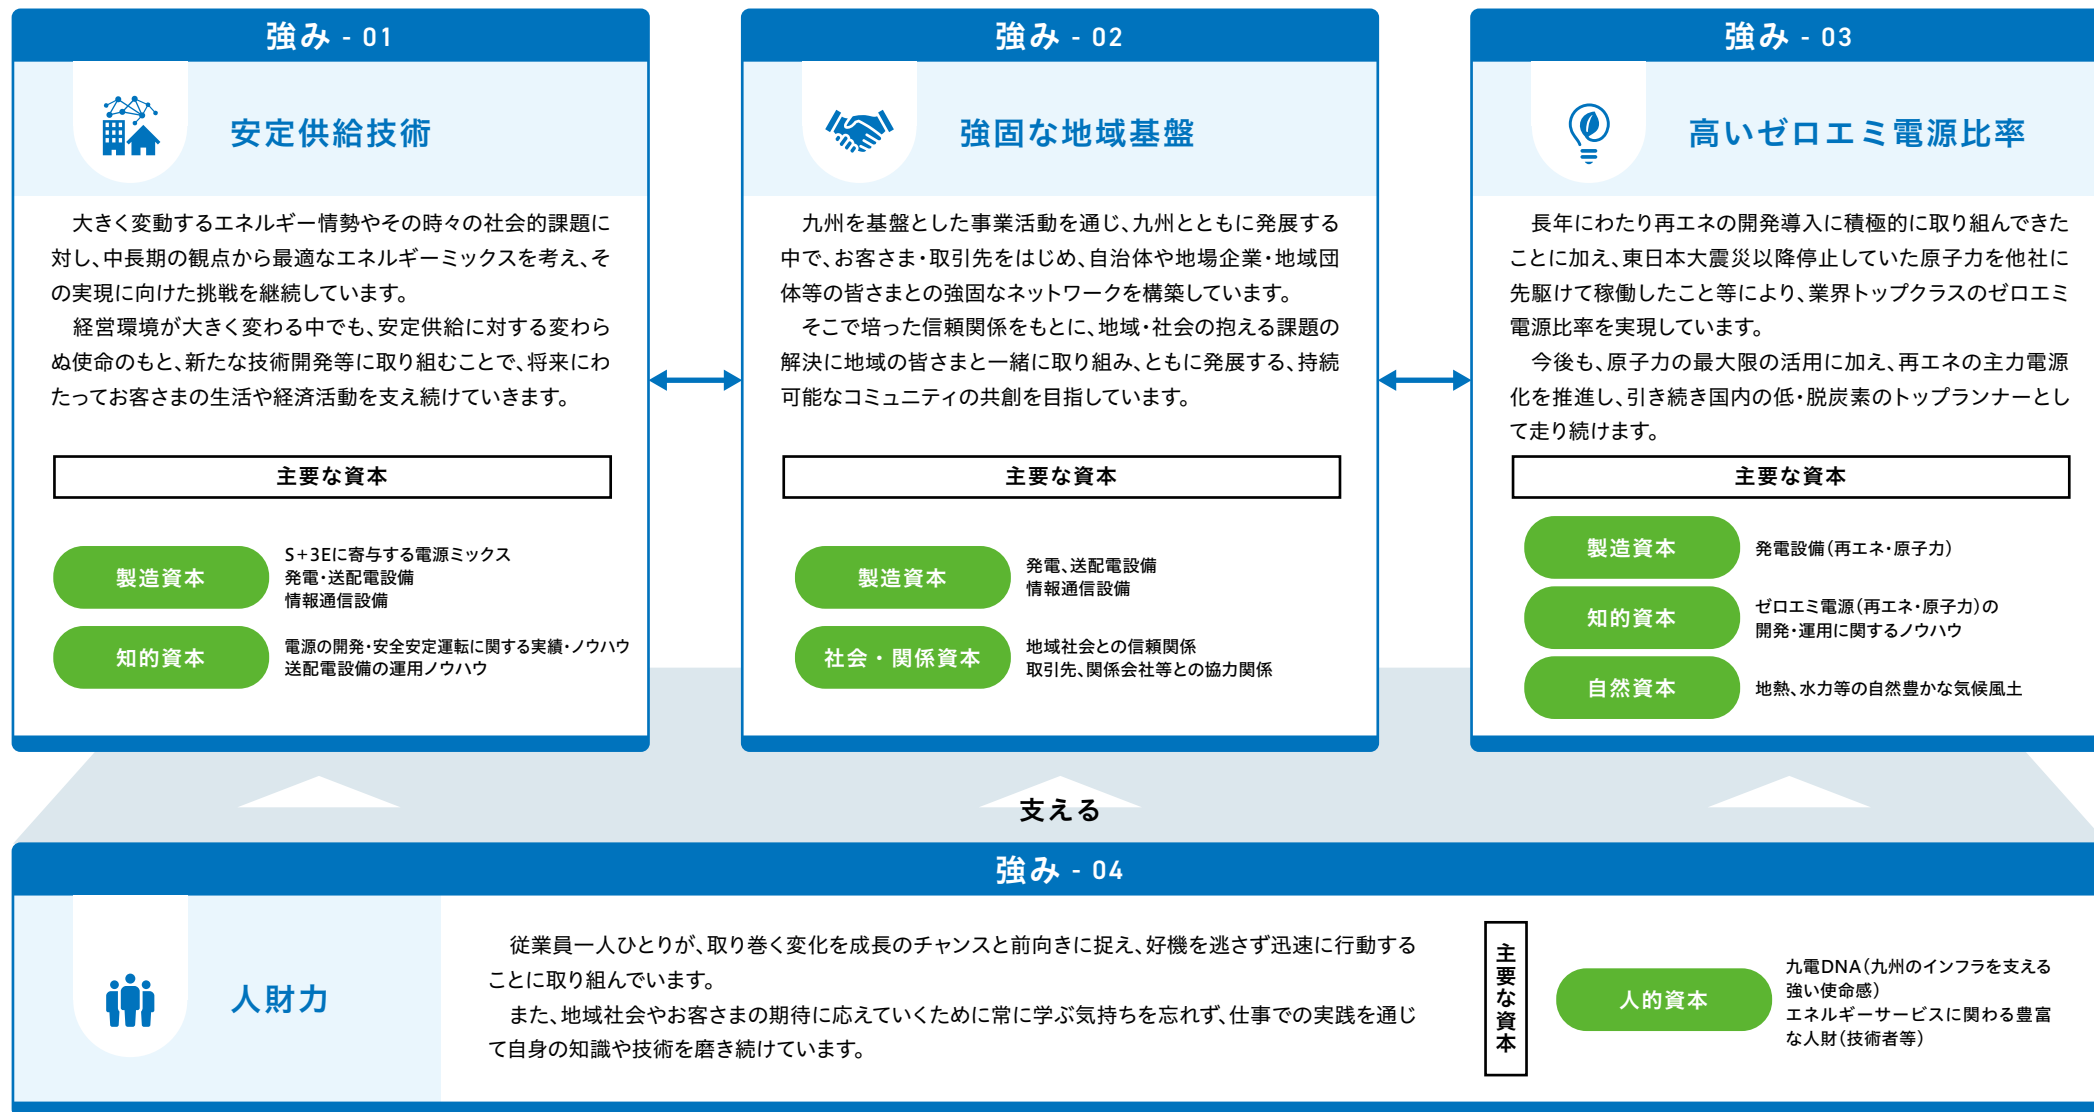 強み - 01
安定供給技術
大きく変動するエネルギー情勢やその時々の社会的課題に
対し、中長期の観点から最適なエネルギーミックスを考え、そ
の実現に向けた挑戦を継続しています。
経営環境が大きく変わる中でも、安定供給に対する変わら
ぬ使命のもと、新たな技術開発等に取り組むことで、将来にわ
たってお客さまの生活や経済活動を支え続けていきます。
主要な資本
製造資本
S+3Eに寄与する電源ミックス
発電・送配電設備
情報通信設備
知的資本
電源の開発・安全安定運転に関する実績・ノウハウ
送配電設備の運用ノウハウ
強み - 02
強固な地域基盤
九州を基盤とした事業活動を通じ、九州とともに発展する
中で、お客さま・取引先をはじめ、自治体や地場企業・地域団
体等の皆さまとの強固なネットワークを構築しています。
そこで培った信頼関係をもとに、地域・社会の抱える課題の
解決に地域の皆さまと一緒に取り組み、ともに発展する、持続
可能なコミュニティの共創を目指しています。
主要な資本
製造資本
発電、送配電設備
情報通信設備
社会・関係資本
地域社会との信頼関係
取引先、関係会社等との協力関係
強み - 03
高いゼロエミ電源比率
長年にわたり再エネの開発導入に積極的に取り組んできた
ことに加え、東日本大震災以降停止していた原子力を他社に
先駆けて稼働したこと等により、業界トップクラスのゼロエミ
電源比率を実現しています。
今後も、原子力の最大限の活用に加え、再エネの主力電源
化を推進し、引き続き国内の低・脱炭素のトップランナーとし
て走り続けます。
主要な資本
製造資本
発電設備(再エネ・原子力)
知的資本
ゼロエミ電源(再エネ・原子力)の
開発・運用に関するノウハウ
自然資本
地熱、水力等の自然豊かな気候風土
支える
強み - 04
人財力
従業員一人ひとりが、取り巻く変化を成長のチャンスと前向きに捉え、好機を逃さず迅速に行動する
ことに取り組んでいます。
また、地域社会やお客さまの期待に応えていくために常に学ぶ気持ちを忘れず、仕事での実践を通じ
て自身の知識や技術を磨き続けています。
主要な資本
人的資本
九電DNA(九州のインフラを支える
強い使命感)
エネルギーサービスに関わる豊富
な人財(技術者等)